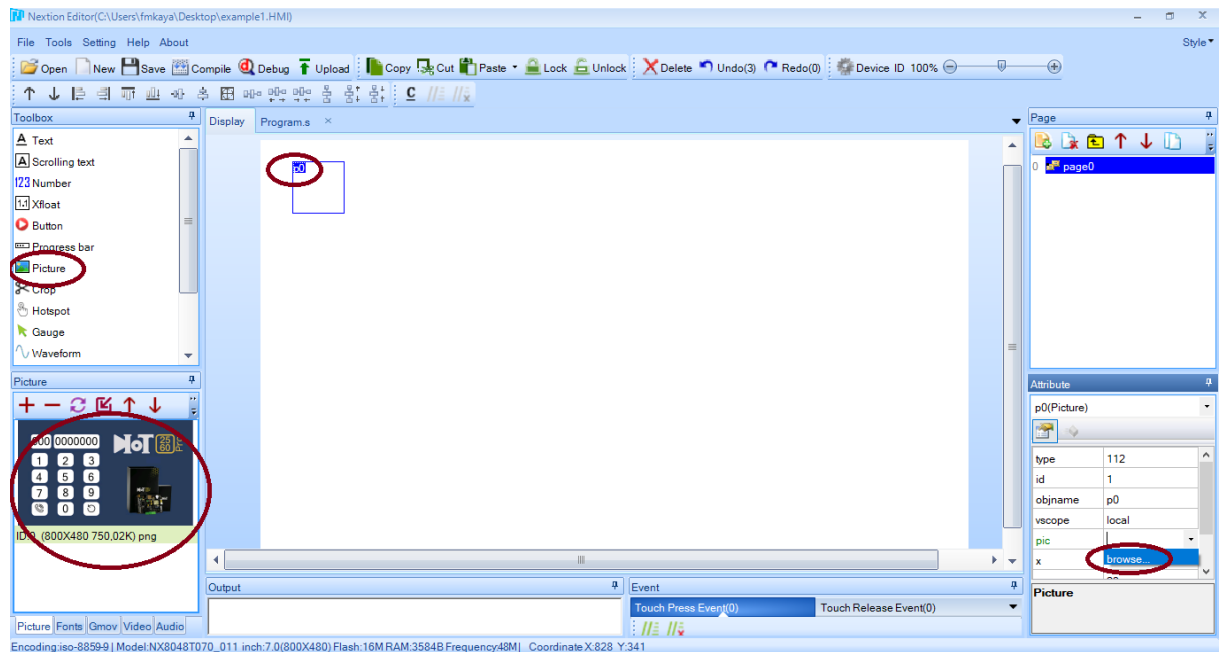 Nextion Editor(C:\Users\fmkaya\Desktop\example1.HMI)
File Tools Setting Help About
Style
Open New Save Compile Debug Upload Copy Cut Paste Lock Unlock Delete Undo(3) Redo(0) Device ID 100%
Toolbox
Text
Scrolling text
123 Number
1.1 Xfloat
Button
Progress bar
Picture
Crop
Hotspot
Gauge
Waveform
Display Program.s
p0
Page
0 page0
Picture
000 0000000
NoT
25
60
1 2 3
4 5 6
7 8 9
0
(800X480 750,02K) png
Picture Fonts Gmov Video Audio
Output
Event
Touch Press Event(0) Touch Release Event(0)
Attribute
p0(Picture)
type 112
id 1
objname p0
vscope local
pic
x browse...
Picture
Encoding:iso-8859-9 | Model:NX8048T070_011 inch:7.0(800X480) Flash:16M RAM:3584B Frequency:48M | Coordinate X:828 Y:341